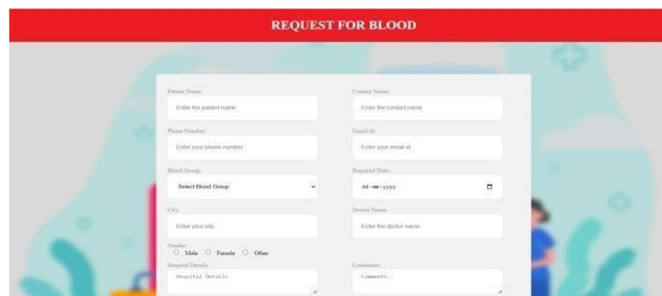 REQUEST FOR BLOOD
Patient Name: Contact Name:
Enter the patient name Enter the contact name
Phone Number: Email id:
Enter your phone number Enter your email id
Blood Group: Required Date:
Select Blood Group dd-mm-yyyy
City: Doctor Name:
Enter your city Enter the doctor name
Gender:
Male Female Other
Hospital Details: Comments:
Hospital Details Comments..